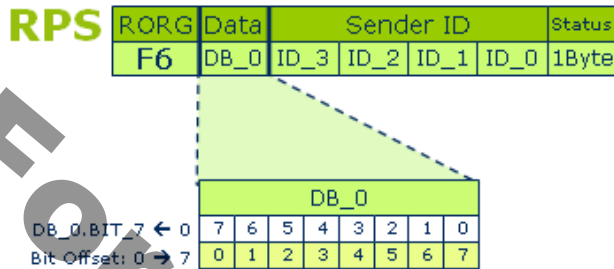 RPS RORG Data Sender ID Status
F6 DB_0 ID_3 ID_2 ID_1 ID_0 1Byte
DB_0
DB_0.BIT_7 ← 0 7 6 5 4 3 2 1 0
Bit Offset: 0 → 7 0 1 2 3 4 5 6 7
For